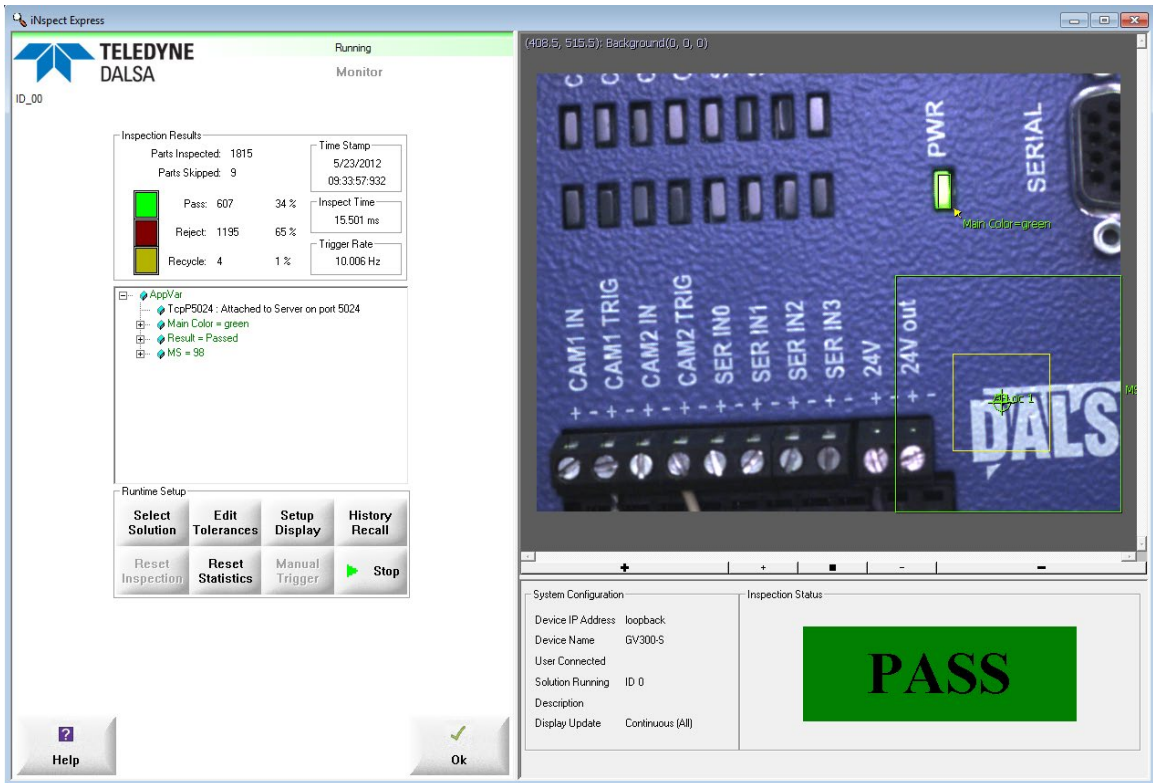 iNspect Express
TELEDYNE
DALSA
Running
Monitor
ID_00
Inspection Results
Parts Inspected: 1815
Parts Skipped: 9
Pass: 607 34 %
Reject: 1195 65 %
Recycle: 4 1 %
Time Stamp
5/23/2012
09:33:57:932
Inspect Time
15.501 ms
Trigger Rate
10.006 Hz
AppVar
TcpP5024 : Attached to Server on port 5024
Main Color = green
Result = Passed
MS = 98
Runtime Setup
Select Solution
Edit Tolerances
Setup Display
History Recall
Reset Inspection
Reset Statistics
Manual Trigger
Stop
? Help
Ok
(408.5, 515.5): Background(0, 0, 0)
PWR
SERIAL
Main Color=green
CAM1 IN
CAM1 TRIG
CAM2 IN
CAM2 TRIG
SER IN0
SER IN1
SER IN2
SER IN3
24V
24V out
+ - + - + - + - + - + - + - + - + - + -
DALS
System Configuration
Device IP Address loopback
Device Name GV300-S
User Connected
Solution Running ID 0
Description
Display Update Continuous (All)
Inspection Status
PASS